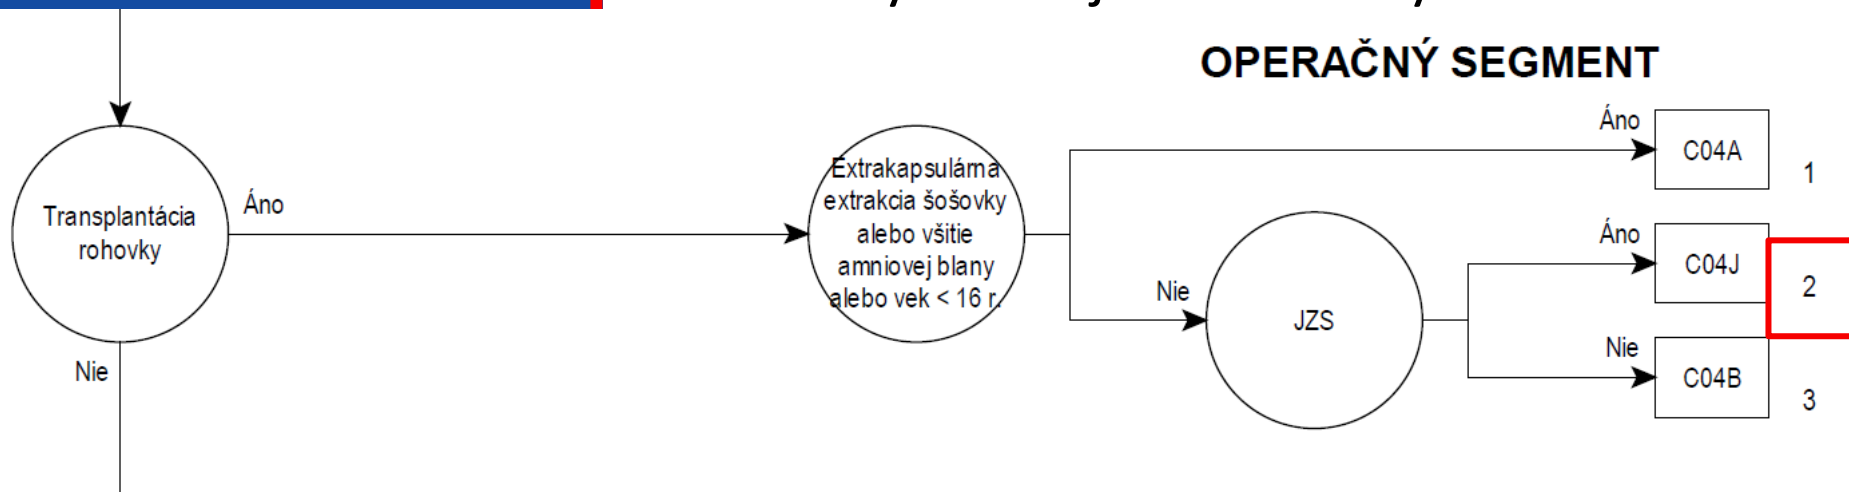 OPERAČNÝ SEGMENT
Transplantácia
rohovky
Áno
Nie
Extrakapsulárna
extrakcia šošovky
alebo všitie
amniovej blany
alebo vek < 16 r.
Áno
C04A
1
Nie
JZS
Áno
C04J
2
Nie
C04B
3